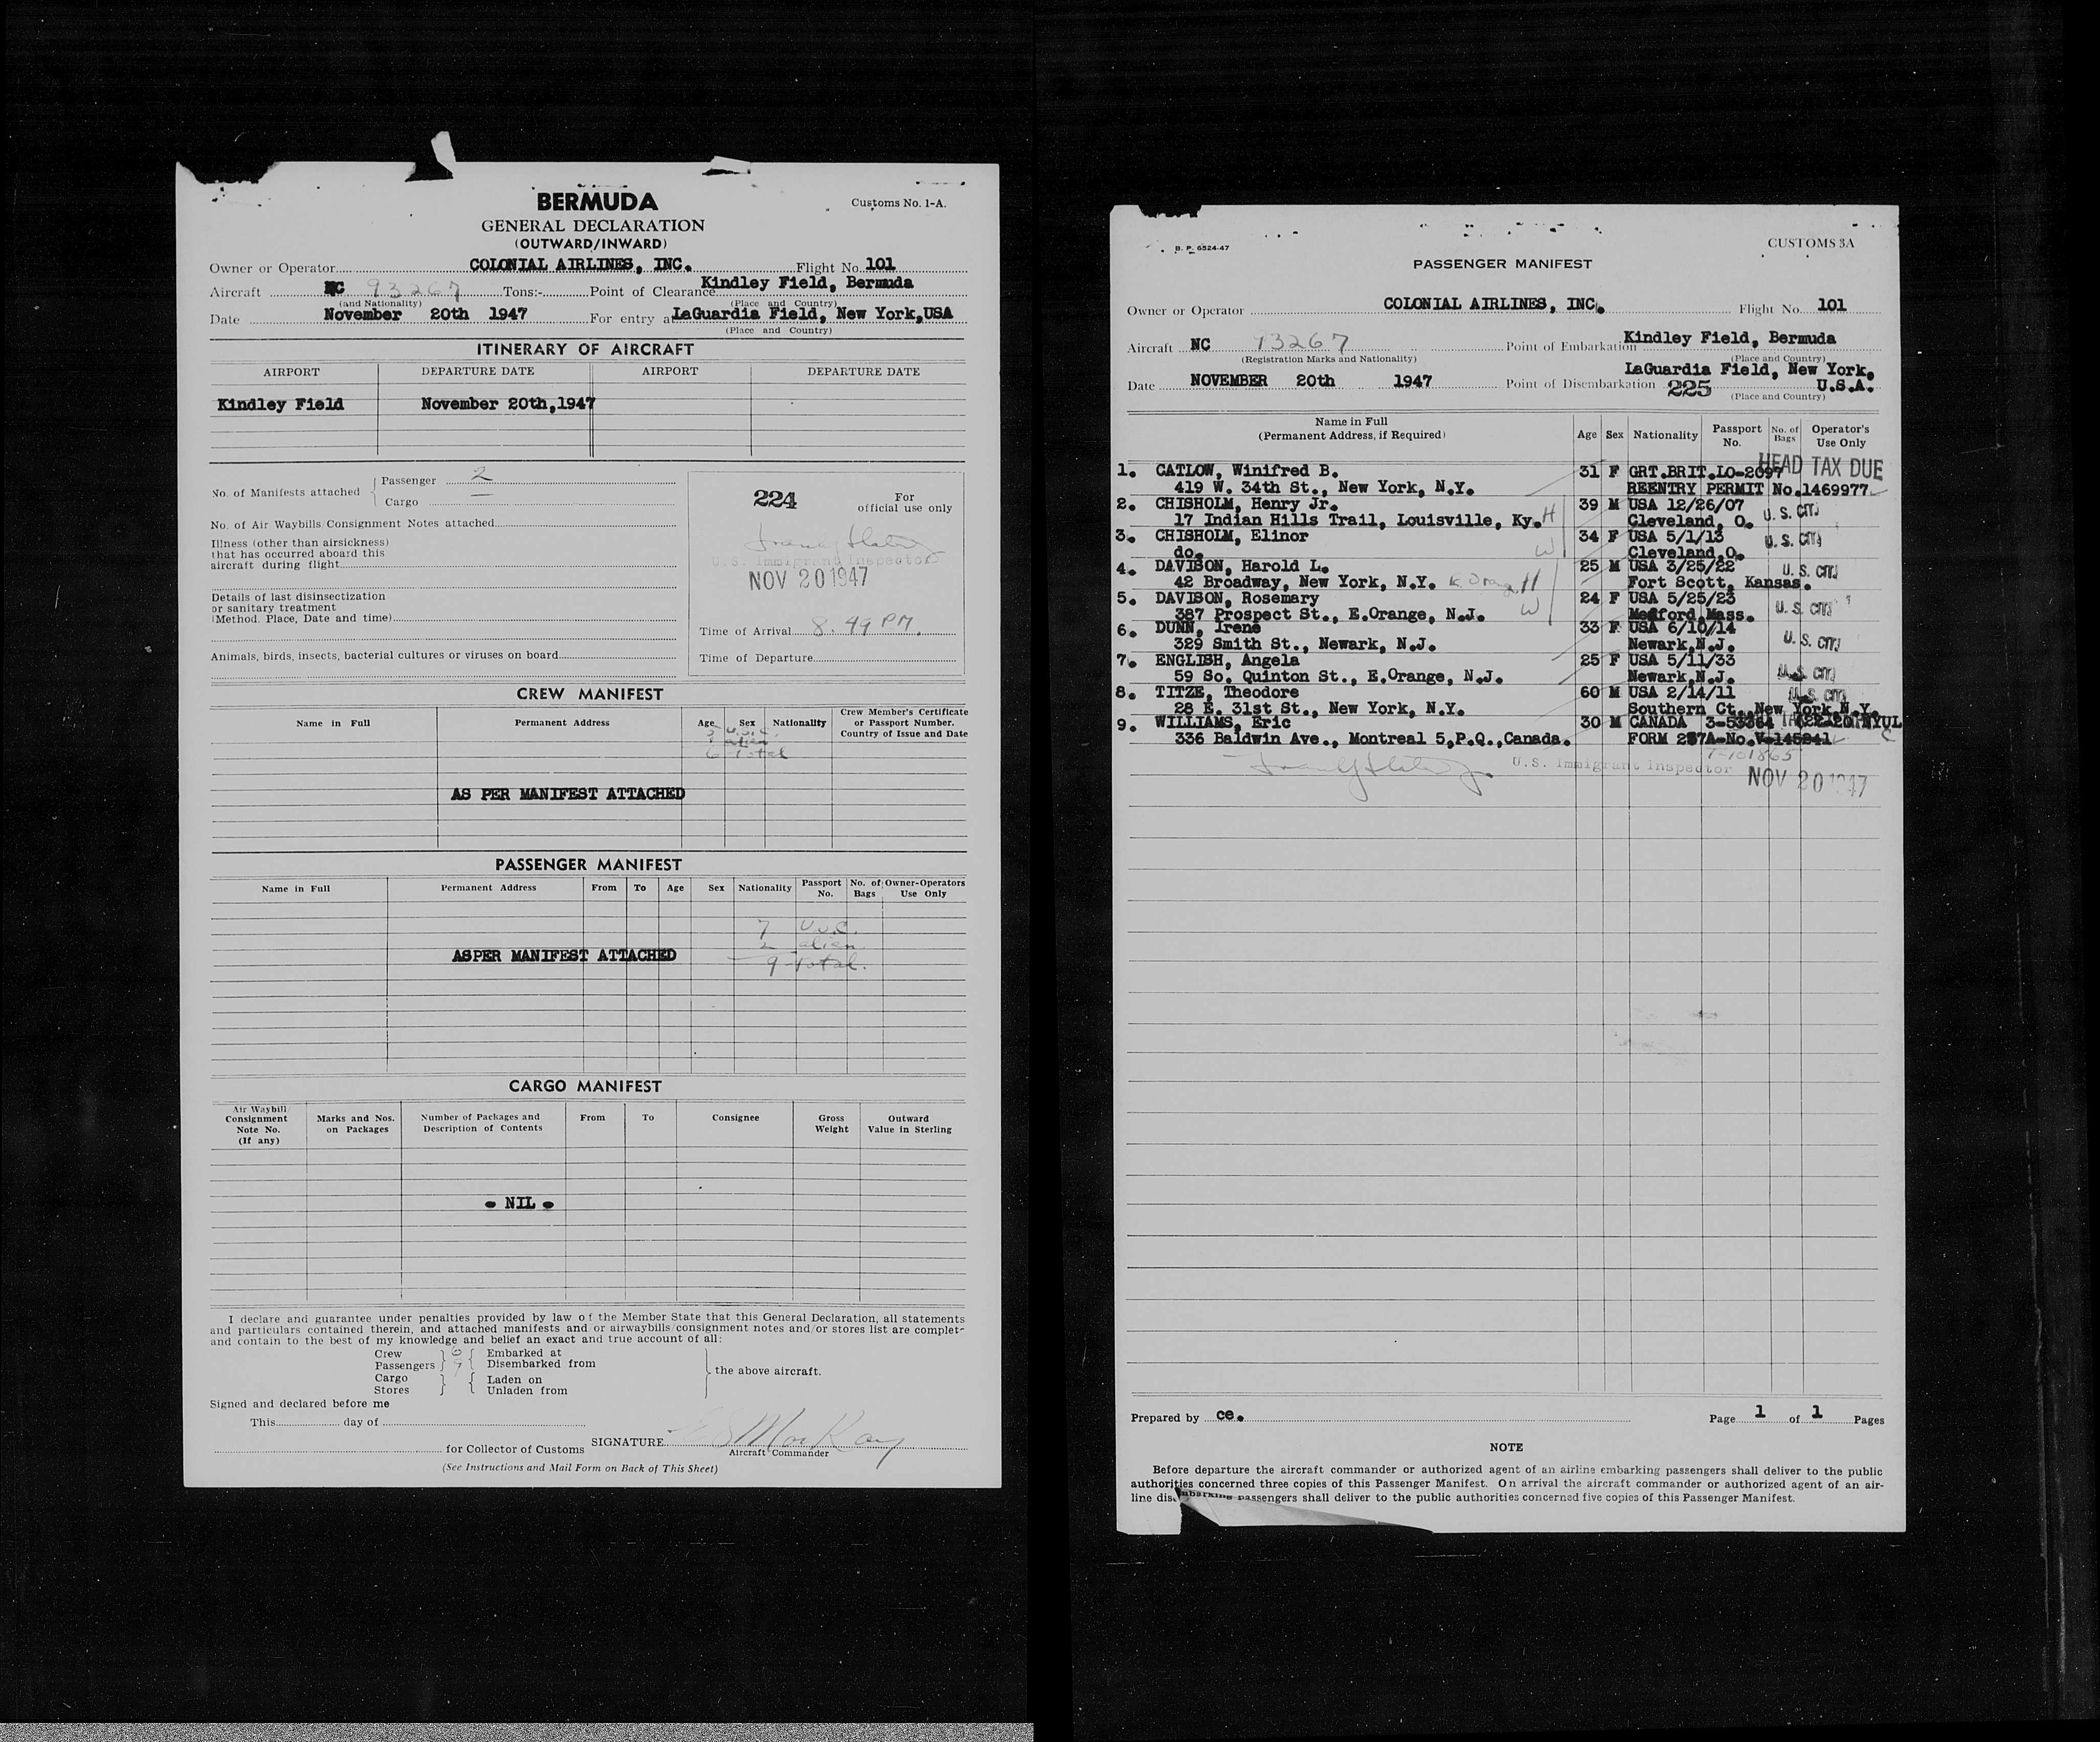 BERMUDA
Customs No. 1-A.
GENERAL DECLARATION
(OUTWARD/INWARD)
Owner or Operator COLONIAL AIRLINES, INC. Flight No. 101
Aircraft NC 93267 Tons:- Point of Clearance Kindley Field, Bermuda
(and Nationality) (Place and Country)
Date November 20th 1947 For entry at LaGuardia Field, New York,USA
(Place and Country)
ITINERARY OF AIRCRAFT
AIRPORT DEPARTURE DATE AIRPORT DEPARTURE DATE
Kindley Field November 20th,1947
No. of Manifests attached
Passenger 2
Cargo —
No. of Air Waybills/Consignment Notes attached
Illness (other than airsickness)
that has occurred aboard this
aircraft during flight
Details of last disinsectization
or sanitary treatment
(Method. Place, Date and time)
Animals, birds, insects, bacterial cultures or viruses on board
224 For
official use only
U.S. Immigrant Inspector
NOV 20 1947
Time of Arrival 8.49 PM.
Time of Departure
CREW MANIFEST
Name in Full Permanent Address Age Sex Nationality Crew Member's Certificate
or Passport Number.
Country of Issue and Date
5 U.S.C.
1 alien
6 total
AS PER MANIFEST ATTACHED
PASSENGER MANIFEST
Name in Full Permanent Address From To Age Sex Nationality Passport No. No. of Bags Owner-Operators Use Only
7 U.S.C.
2 alien
ASPER MANIFEST ATTACHED
9 total.
CARGO MANIFEST
Air Waybill/
Consignment
Note No.
(If any)
Marks and Nos.
on Packages
Number of Packages and
Description of Contents
From To Consignee
Gross
Weight
Outward
Value in Sterling
- NIL -
I declare and guarantee under penalties provided by law of the Member State that this General Declaration, all statements
and particulars contained therein, and attached manifests and or airwaybills/consignment notes and/or stores list are complet-
and contain to the best of my knowledge and belief an exact and true account of all:
Crew 6 Embarked at
Passengers 9 Disembarked from
the above aircraft.
Cargo Laden on
Stores Unladen from
Signed and declared before me
This day of
for Collector of Customs SIGNATURE MacKay
Aircraft Commander
(See Instructions and Mail Form on Back of This Sheet)
B. P. 6524-47
CUSTOMS 3A
PASSENGER MANIFEST
Owner or Operator COLONIAL AIRLINES, INC. Flight No. 101
Aircraft NC 93267 Point of Embarkation Kindley Field, Bermuda
(Registration Marks and Nationality) (Place and Country)
LaGuardia Field, New York,
Date NOVEMBER 20th 1947 Point of Disembarkation 225 U.S.A.
(Place and Country)
Name in Full
(Permanent Address, if Required)
Age Sex Nationality Passport No. No. of Bags Operator's Use Only
HEAD TAX DUE
1. CATLOW, Winifred B. 31 F GRT.BRIT.LO-2097
419 W. 34th St., New York, N.Y. REENTRY PERMIT No.1469977
2. CHISHOLM, Henry Jr. 39 M USA 12/26/07 U.S. CIT.
17 Indian Hills Trail, Louisville, Ky. H Cleveland, O.
3. CHISHOLM, Elinor 34 F USA 5/1/13 U.S. CIT.
do. W Cleveland,O.
4. DAVISON, Harold L. 25 M USA 3/25/22 U.S. CIT.
42 Broadway, New York, N.Y. H Fort Scott, Kansas.
5. DAVISON, Rosemary 24 F USA 5/25/23 U.S. CIT.
387 Prospect St., E.Orange, N.J. W Medford,Mass.
6. DUNN, Irene 33 F USA 6/10/14 U.S. CIT.
329 Smith St., Newark, N.J. Newark,N.J.
7. ENGLISH, Angela 25 F USA 5/11/33 U.S. CIT.
59 So. Quinton St., E.Orange, N.J. Newark,N.J.
8. TITZE, Theodore 60 M USA 2/14/11 U.S. CIT.
28 E. 31st St., New York, N.Y. Southern Ct., New York,N.Y.
9. WILLIAMS, Eric 30 M CANADA 3-53364
336 Baldwin Ave., Montreal 5,P.Q.,Canada. FORM 257A-No.V-145241
T-101865
U.S. Immigrant Inspector NOV 20 1947
Prepared by ce. Page 1 of 1 Pages
NOTE
Before departure the aircraft commander or authorized agent of an airline embarking passengers shall deliver to the public
authorities concerned three copies of this Passenger Manifest. On arrival the aircraft commander or authorized agent of an air-
line disembarking passengers shall deliver to the public authorities concerned five copies of this Passenger Manifest.